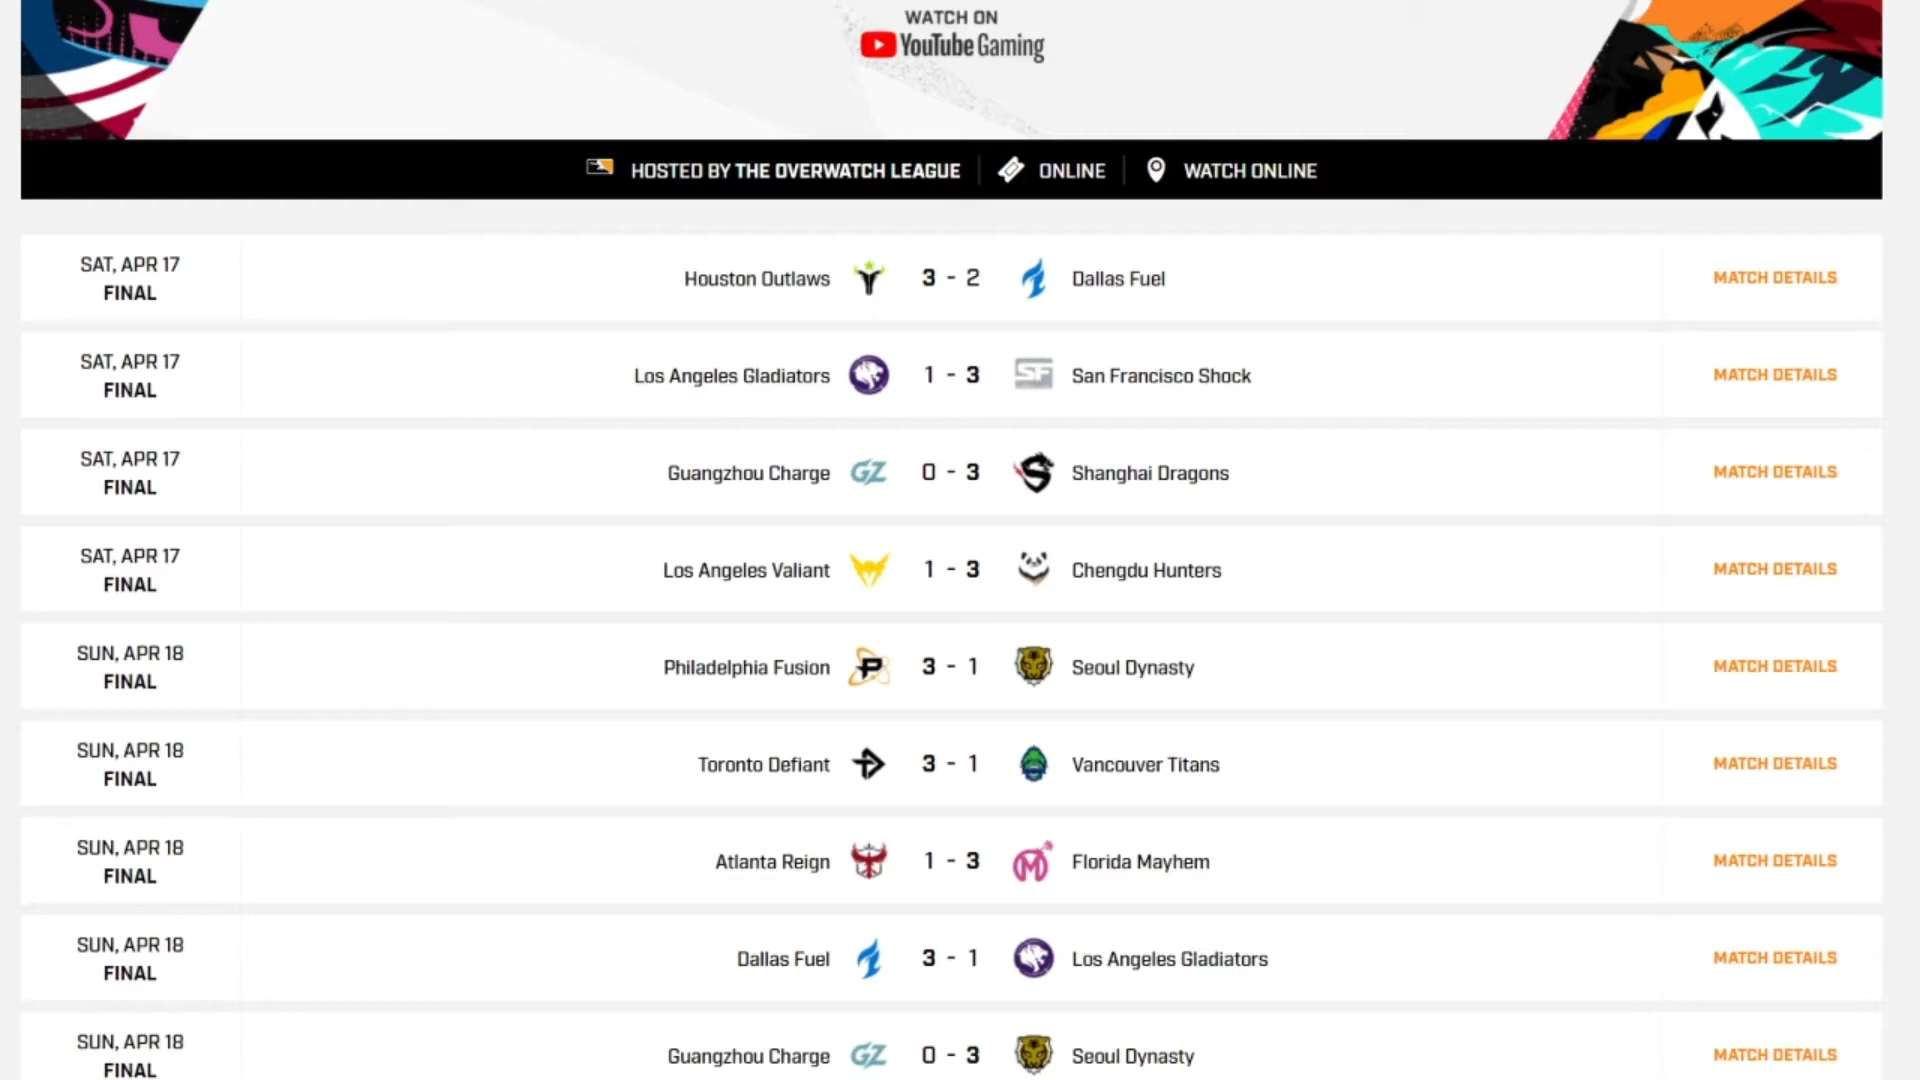 WATCH ON
YouTube Gaming
HOSTED BY THE OVERWATCH LEAGUE ONLINE WATCH ONLINE
SAT, APR 17
FINAL
Houston Outlaws 3 - 2 Dallas Fuel MATCH DETAILS
SAT, APR 17
FINAL
Los Angeles Gladiators 1 - 3 SF San Francisco Shock MATCH DETAILS
SAT, APR 17
FINAL
Guangzhou Charge GZ 0 - 3 S Shanghai Dragons MATCH DETAILS
SAT, APR 17
FINAL
Los Angeles Valiant 1 - 3 Chengdu Hunters MATCH DETAILS
SUN, APR 18
FINAL
Philadelphia Fusion P 3 - 1 Seoul Dynasty MATCH DETAILS
SUN, APR 18
FINAL
Toronto Defiant 3 - 1 Vancouver Titans MATCH DETAILS
SUN, APR 18
FINAL
Atlanta Reign 1 - 3 M Florida Mayhem MATCH DETAILS
SUN, APR 18
FINAL
Dallas Fuel 3 - 1 Los Angeles Gladiators MATCH DETAILS
SUN, APR 18
FINAL
Guangzhou Charge GZ 0 - 3 Seoul Dynasty MATCH DETAILS